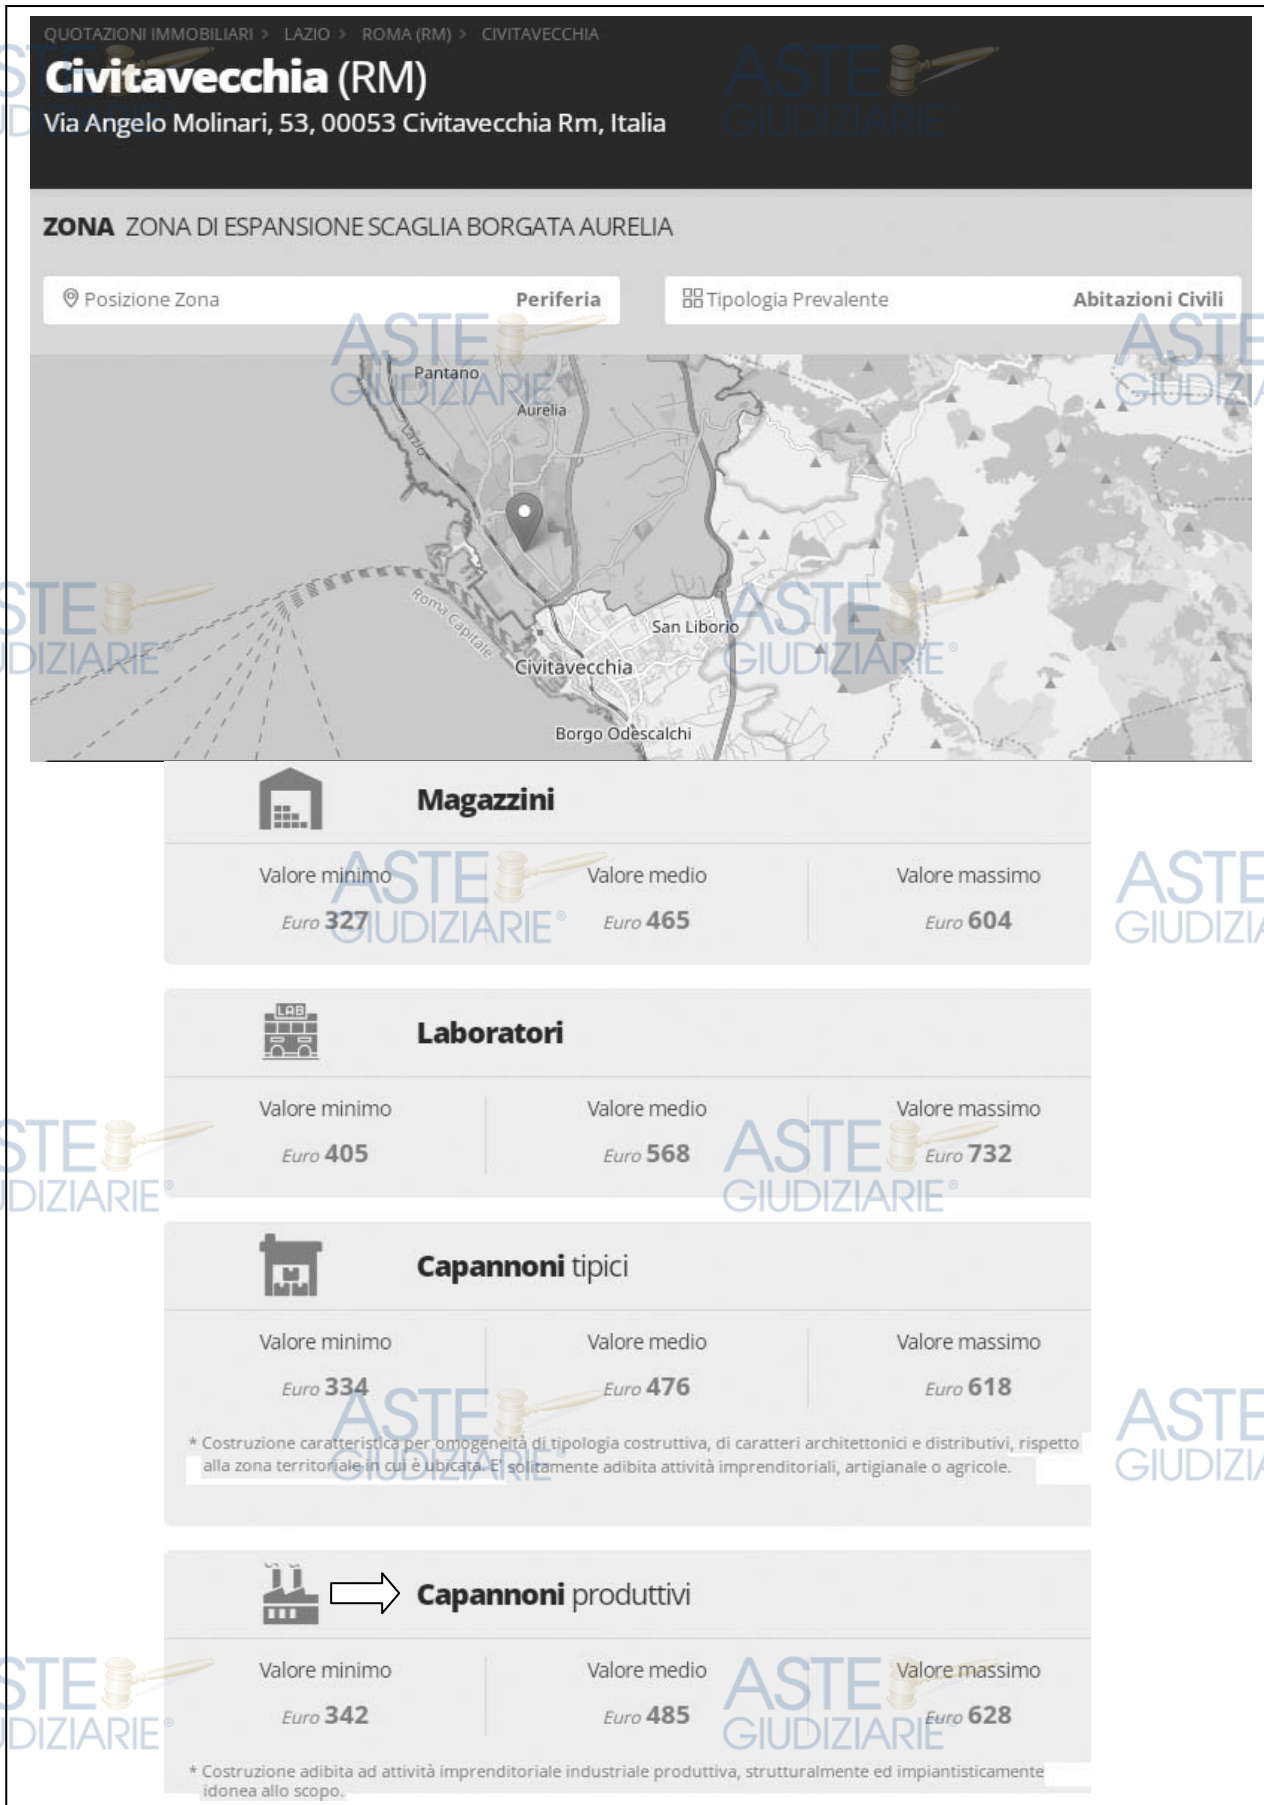 QUOTAZIONI IMMOBILIARI > LAZIO > ROMA (RM) > CIVITAVECCHIA
Civitavecchia (RM)
Via Angelo Molinari, 53, 00053 Civitavecchia Rm, Italia
ZONA ZONA DI ESPANSIONE SCAGLIA BORGATA AURELIA
Posizione Zona Periferia
Tipologia Prevalente Abitazioni Civili
Pantano
Aurelia
Lazio
Roma Capitale
San Liborio
Civitavecchia
Borgo Odescalchi
Magazzini
Valore minimo Valore medio Valore massimo
Euro 327 Euro 465 Euro 604
LAB
Laboratori
Valore minimo Valore medio Valore massimo
Euro 405 Euro 568 Euro 732
Capannoni tipici
Valore minimo Valore medio Valore massimo
Euro 334 Euro 476 Euro 618
* Costruzione caratteristica per omogeneità di tipologia costruttiva, di caratteri architettonici e distributivi, rispetto
alla zona territoriale in cui è ubicata. E' solitamente adibita attività imprenditoriali, artigianale o agricole.
Capannoni produttivi
Valore minimo Valore medio Valore massimo
Euro 342 Euro 485 Euro 628
* Costruzione adibita ad attività imprenditoriale industriale produttiva, strutturalmente ed impiantisticamente
idonea allo scopo.
ASTE
GIUDIZIARIE®